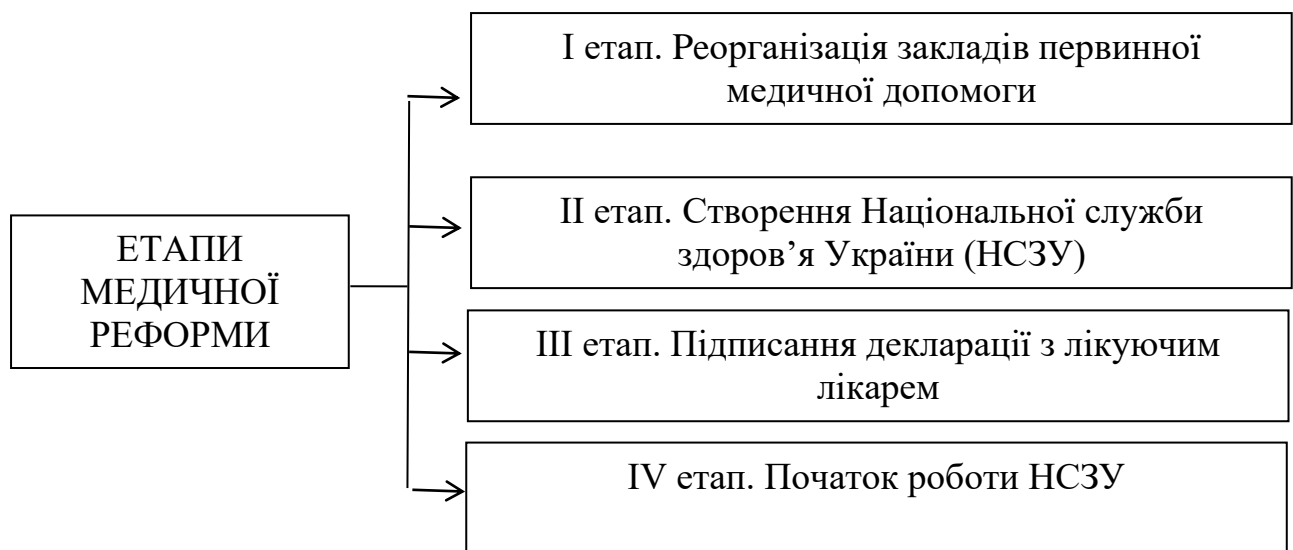 І етап. Реорганізація закладів первинної
медичної допомоги
ІІ етап. Створення Національної служби
здоров’я України (НСЗУ)
ЕТАПИ
МЕДИЧНОЇ
РЕФОРМИ
ІІІ етап. Підписання декларації з лікуючим
лікарем
IV етап. Початок роботи НСЗУ